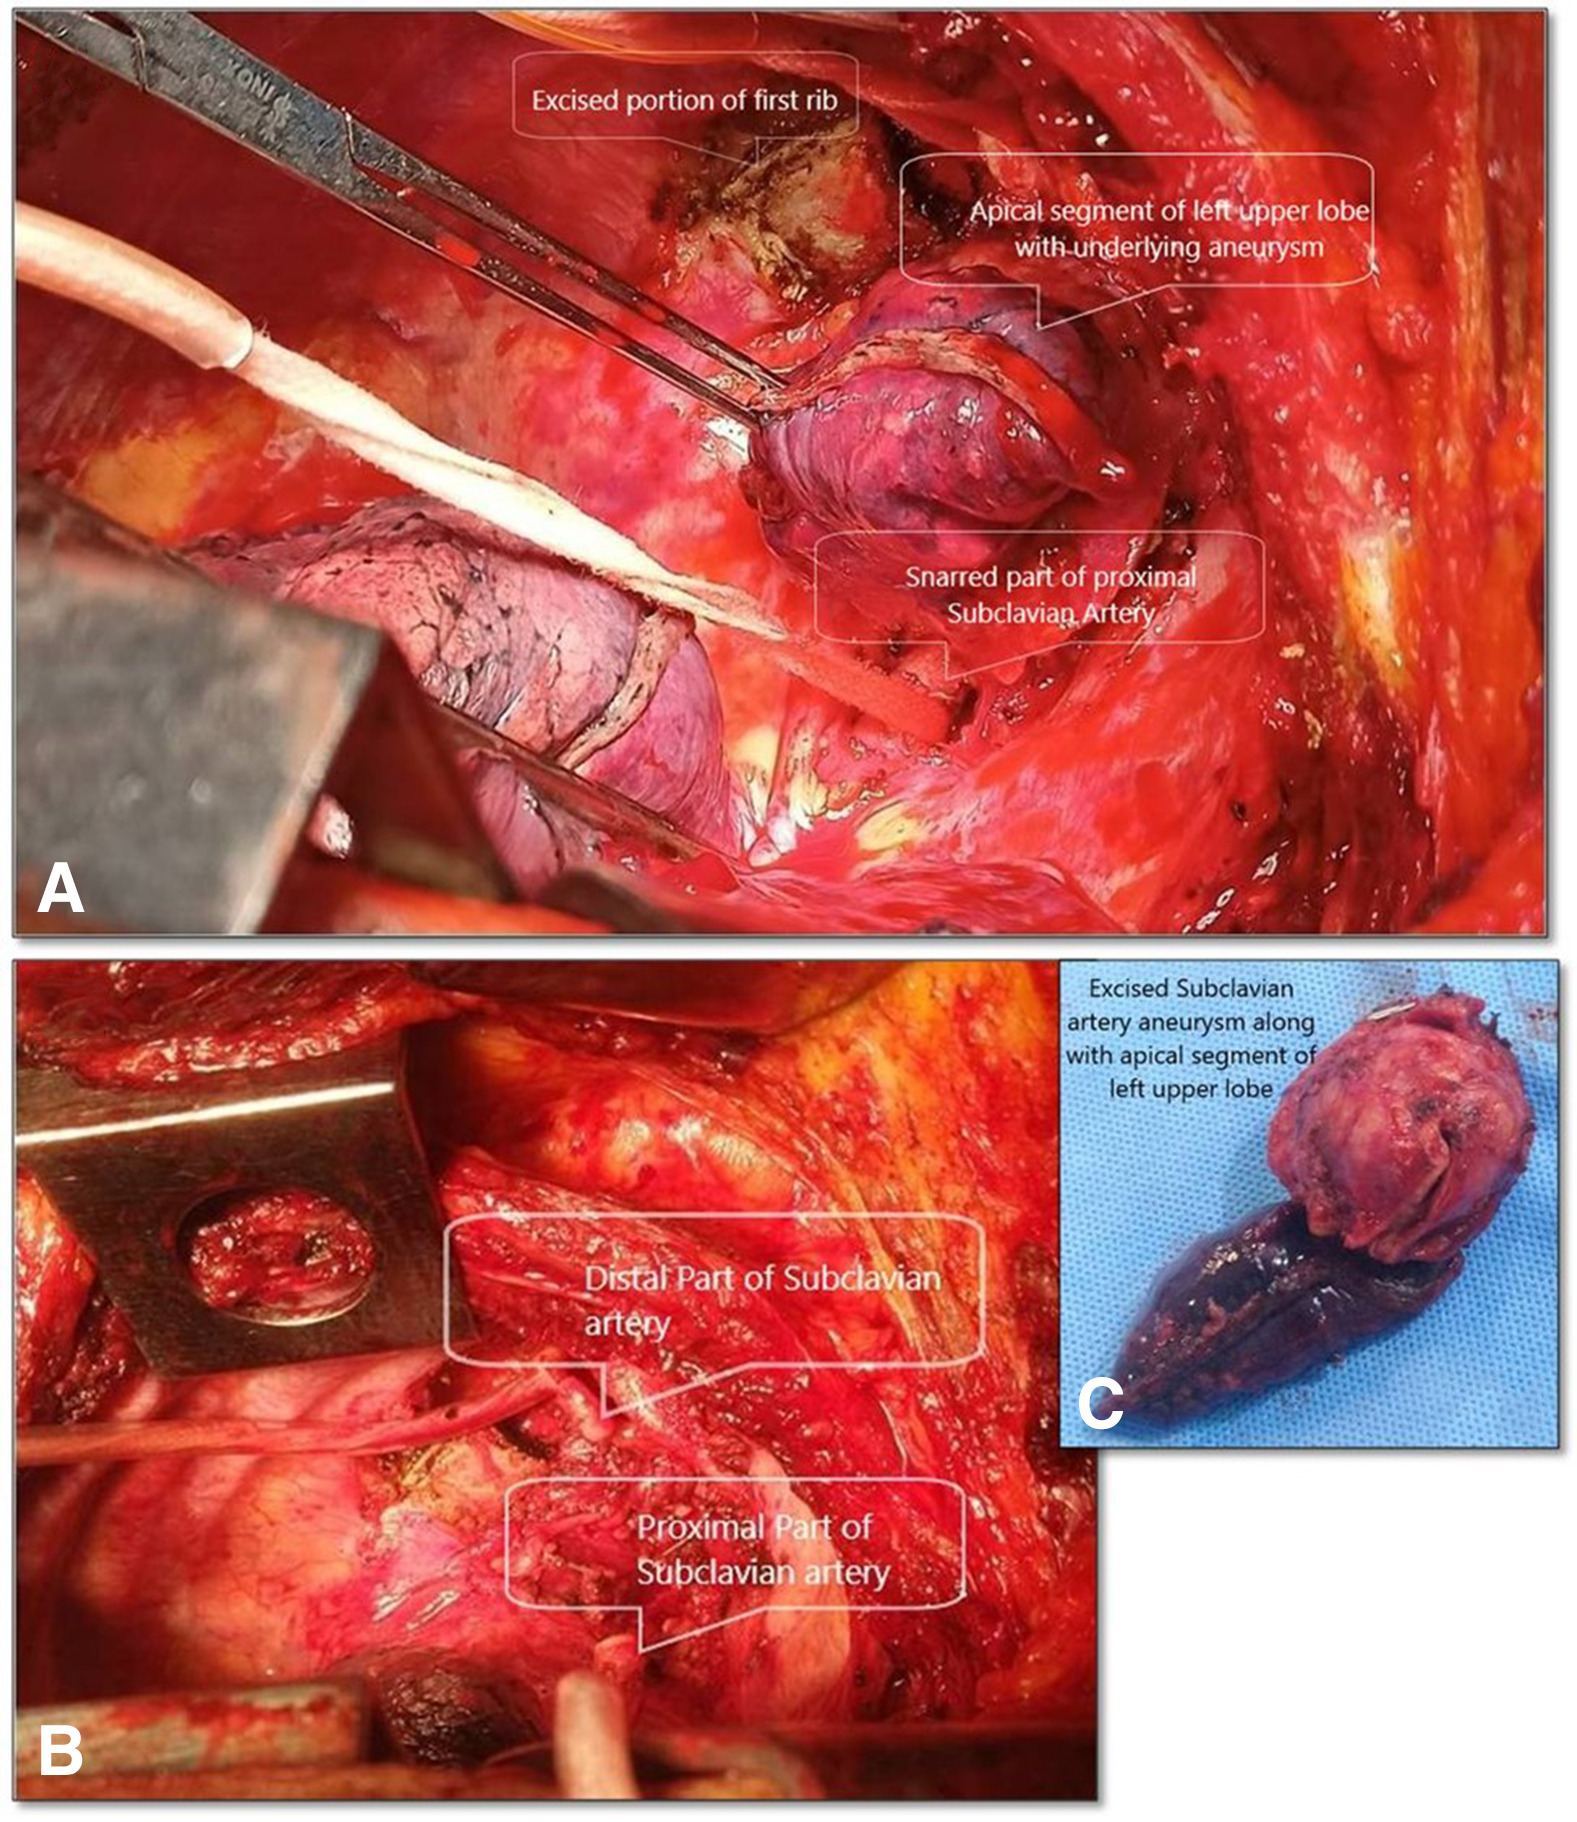 INOX
Excised portion of first rib
Apical segment of left upper lobe
with underlying aneurysm
Snarred part of proximal
Subclavian Artery
A
Distal Part of Subclavian
artery
Proximal Part of
Subclavian artery
B
Excised Subclavian
artery aneurysm along
with apical segment of
left upper lobe
C